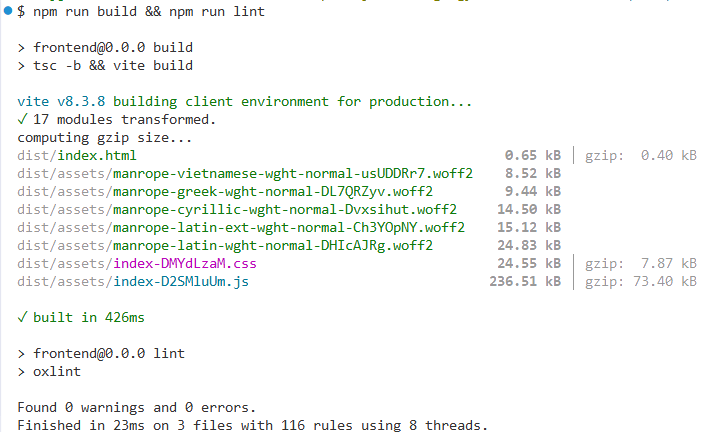 $ npm run build && npm run lint
> frontend@0.0.0 build
> tsc -b && vite build
vite v8.3.8 building client environment for production...
✓ 17 modules transformed.
computing gzip size...
dist/index.html 0.65 kB │ gzip: 0.40 kB
dist/assets/manrope-vietnamese-wght-normal-usUDDRr7.woff2 8.52 kB
dist/assets/manrope-greek-wght-normal-DL7QRZyv.woff2 9.44 kB
dist/assets/manrope-cyrillic-wght-normal-Dvxsihut.woff2 14.50 kB
dist/assets/manrope-latin-ext-wght-normal-Ch3YOpNY.woff2 15.12 kB
dist/assets/manrope-latin-wght-normal-DHIcAJRg.woff2 24.83 kB
dist/assets/index-DMYdLzaM.css 24.55 kB │ gzip: 7.87 kB
dist/assets/index-D2SMluUm.js 236.51 kB │ gzip: 73.40 kB
✓ built in 426ms
> frontend@0.0.0 lint
> oxlint
Found 0 warnings and 0 errors.
Finished in 23ms on 3 files with 116 rules using 8 threads.